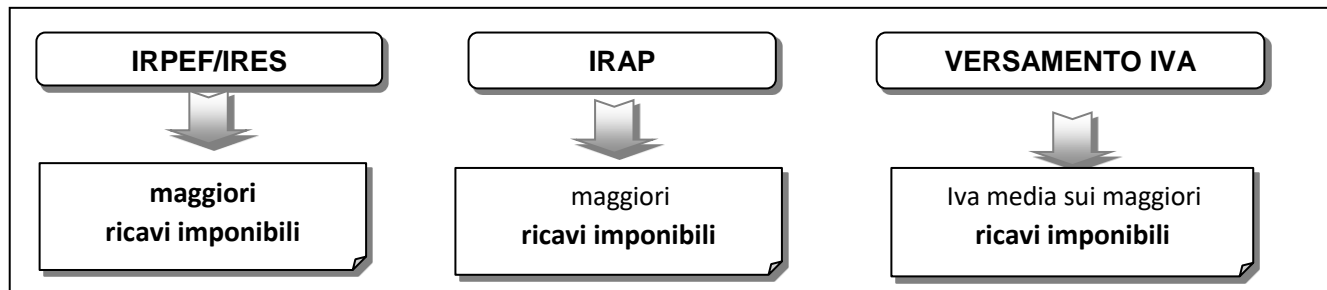 IRPEF/IRES
maggiori
ricavi imponibili
IRAP
maggiori
ricavi imponibili
VERSAMENTO IVA
Iva media sui maggiori
ricavi imponibili